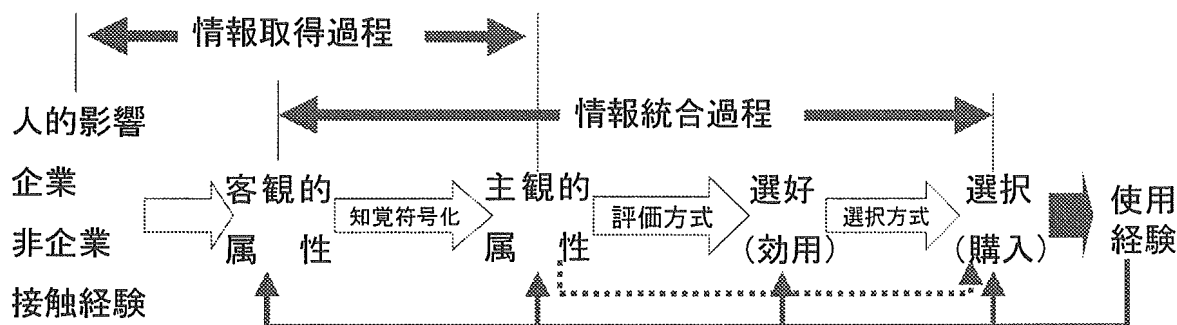 情報取得過程
情報統合過程
人的影響
企業
非企業
接触経験
客観的
属性
知覚符号化
主観的
属性
評価方式
選好
(効用)
選択方式
選択
(購入)
使用
経験